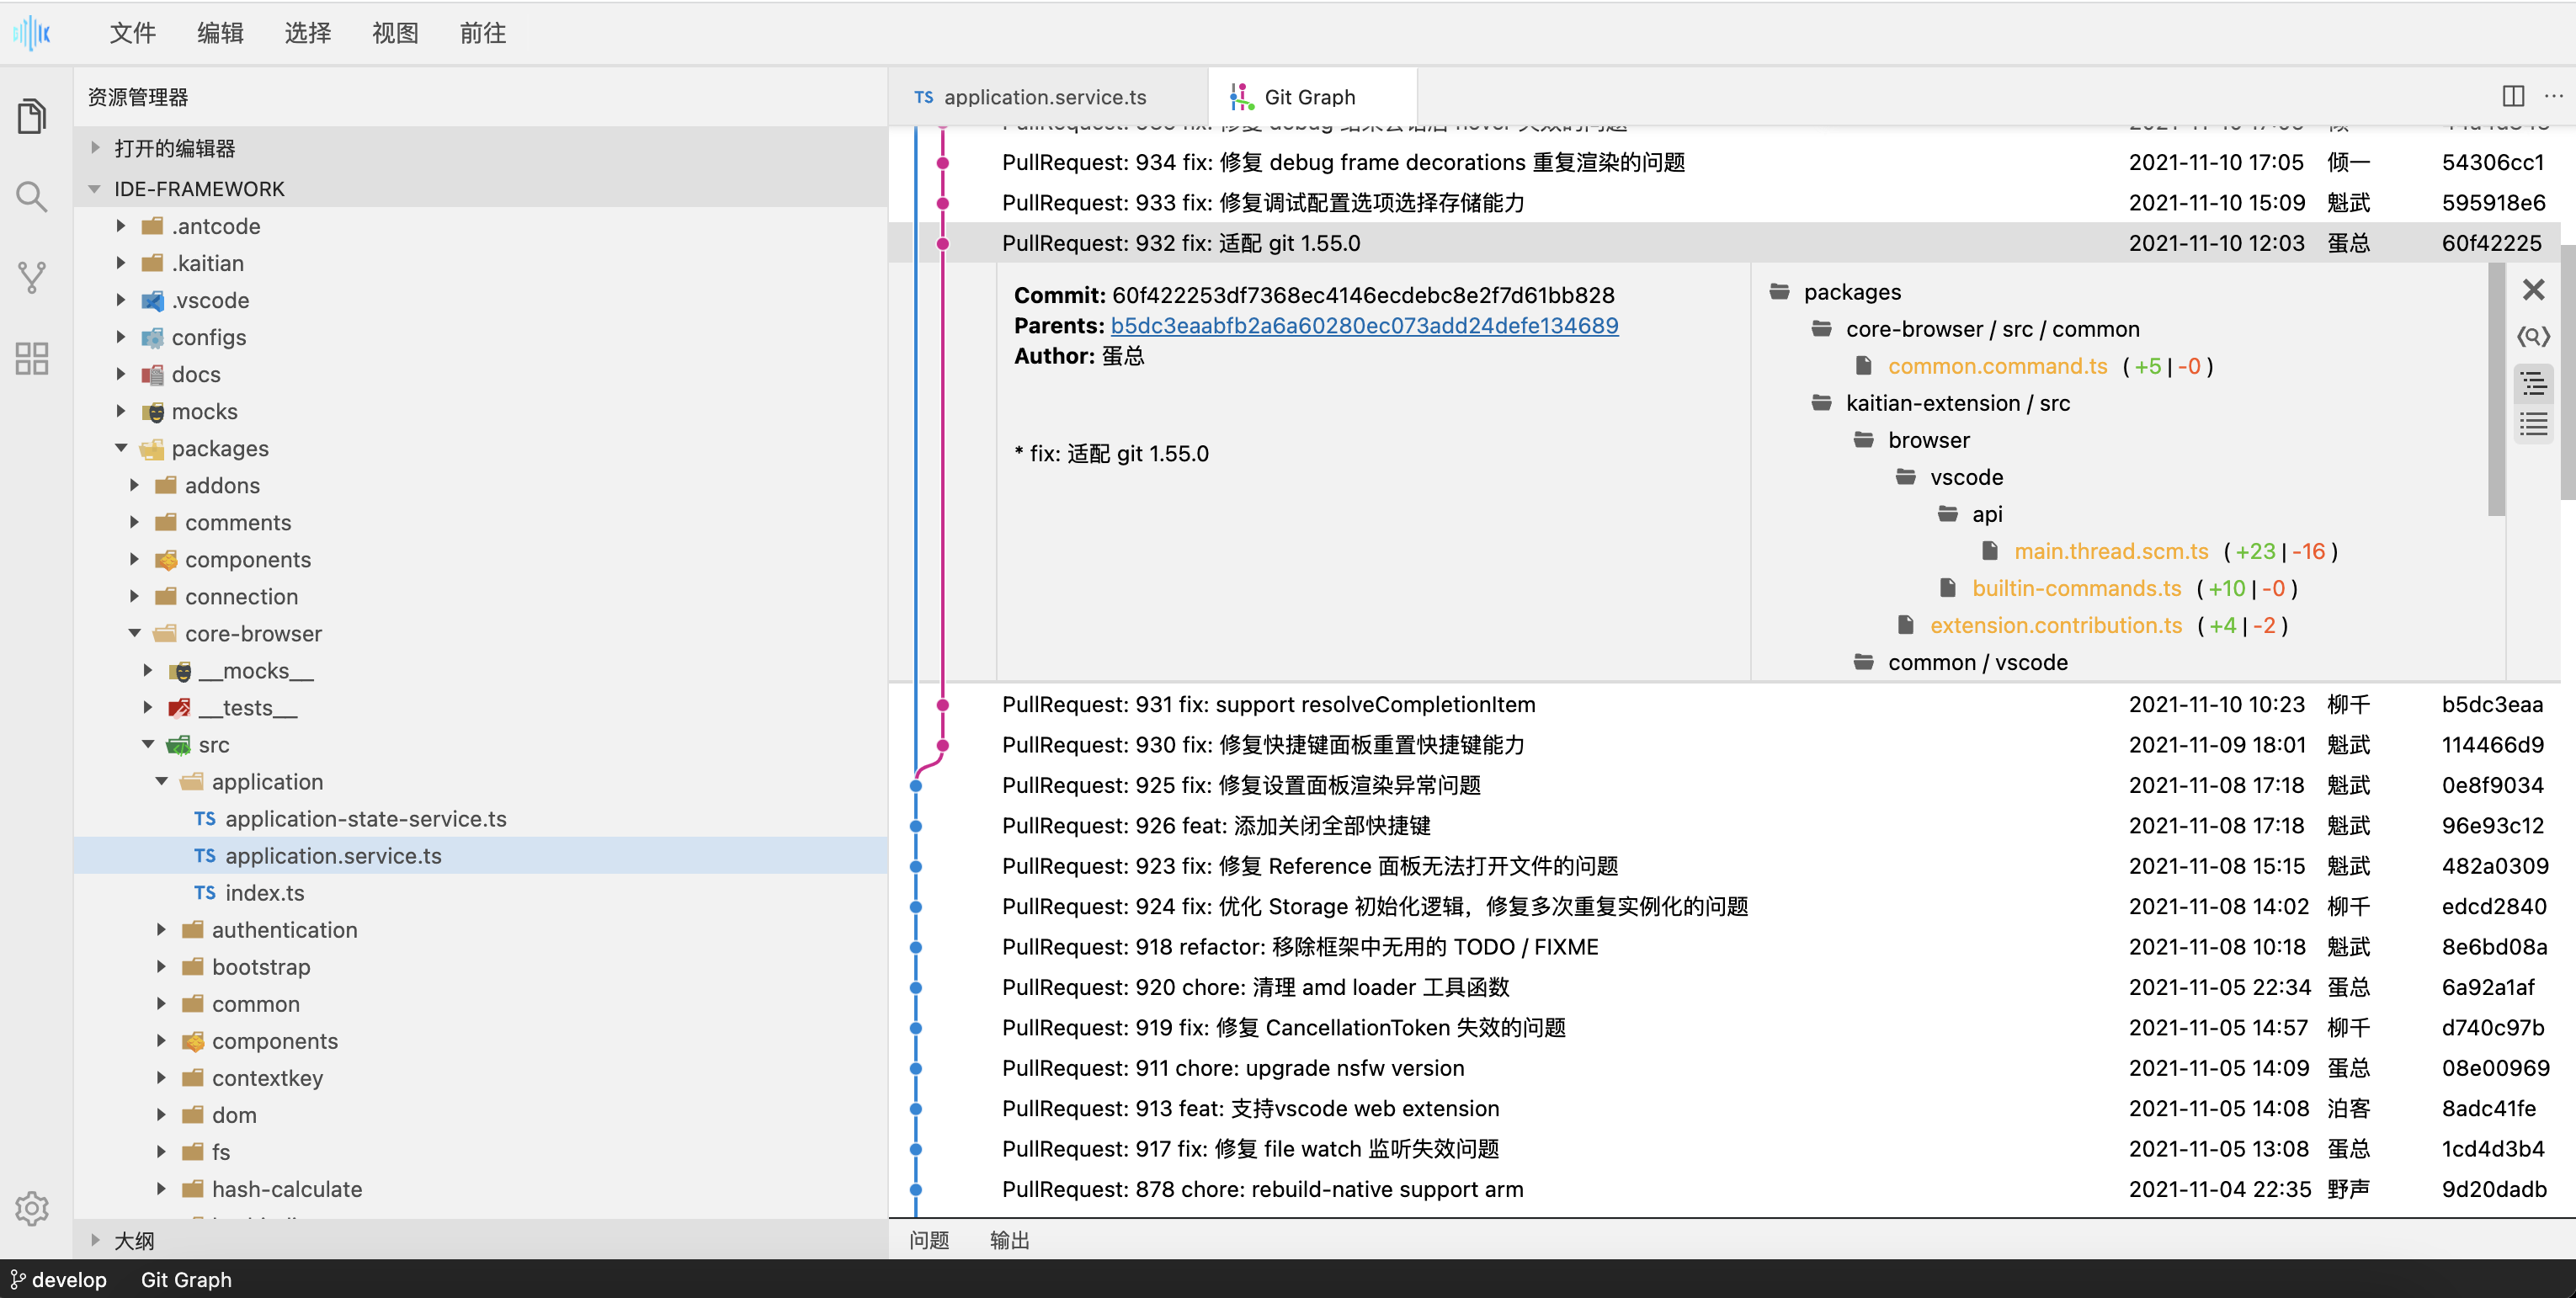 文件 编辑 选择 视图 前往
资源管理器
打开的编辑器
IDE-FRAMEWORK
.antcode
.kaitian
.vscode
configs
docs
mocks
packages
addons
comments
components
connection
core-browser
__mocks__
__tests__
src
application
TS application-state-service.ts
TS application.service.ts
TS index.ts
authentication
bootstrap
common
components
contextkey
dom
fs
hash-calculate
大纲
TS application.service.ts
Git Graph
PullRequest: 934 fix: 修复 debug frame decorations 重复渲染的问题 2021-11-10 17:05 倾一 54306cc1
PullRequest: 933 fix: 修复调试配置选项选择存储能力 2021-11-10 15:09 魁武 595918e6
PullRequest: 932 fix: 适配 git 1.55.0 2021-11-10 12:03 蛋总 60f42225
Commit: 60f422253df7368ec4146ecdebc8e2f7d61bb828
Parents: b5dc3eaabfb2a6a60280ec073add24defe134689
Author: 蛋总
* fix: 适配 git 1.55.0
packages
core-browser / src / common
common.command.ts ( +5 | -0 )
kaitian-extension / src
browser
vscode
api
main.thread.scm.ts ( +23 | -16 )
builtin-commands.ts ( +10 | -0 )
extension.contribution.ts ( +4 | -2 )
common / vscode
PullRequest: 931 fix: support resolveCompletionItem 2021-11-10 10:23 柳千 b5dc3eaa
PullRequest: 930 fix: 修复快捷键面板重置快捷键能力 2021-11-09 18:01 魁武 114466d9
PullRequest: 925 fix: 修复设置面板渲染异常问题 2021-11-08 17:18 魁武 0e8f9034
PullRequest: 926 feat: 添加关闭全部快捷键 2021-11-08 17:18 魁武 96e93c12
PullRequest: 923 fix: 修复 Reference 面板无法打开文件的问题 2021-11-08 15:15 魁武 482a0309
PullRequest: 924 fix: 优化 Storage 初始化逻辑，修复多次重复实例化的问题 2021-11-08 14:02 柳千 edcd2840
PullRequest: 918 refactor: 移除框架中无用的 TODO / FIXME 2021-11-08 10:18 魁武 8e6bd08a
PullRequest: 920 chore: 清理 amd loader 工具函数 2021-11-05 22:34 蛋总 6a92a1af
PullRequest: 919 fix: 修复 CancellationToken 失效的问题 2021-11-05 14:57 柳千 d740c97b
PullRequest: 911 chore: upgrade nsfw version 2021-11-05 14:09 蛋总 08e00969
PullRequest: 913 feat: 支持vscode web extension 2021-11-05 14:08 泊客 8adc41fe
PullRequest: 917 fix: 修复 file watch 监听失效问题 2021-11-05 13:08 蛋总 1cd4d3b4
PullRequest: 878 chore: rebuild-native support arm 2021-11-04 22:35 野声 9d20dadb
问题 输出
develop Git Graph